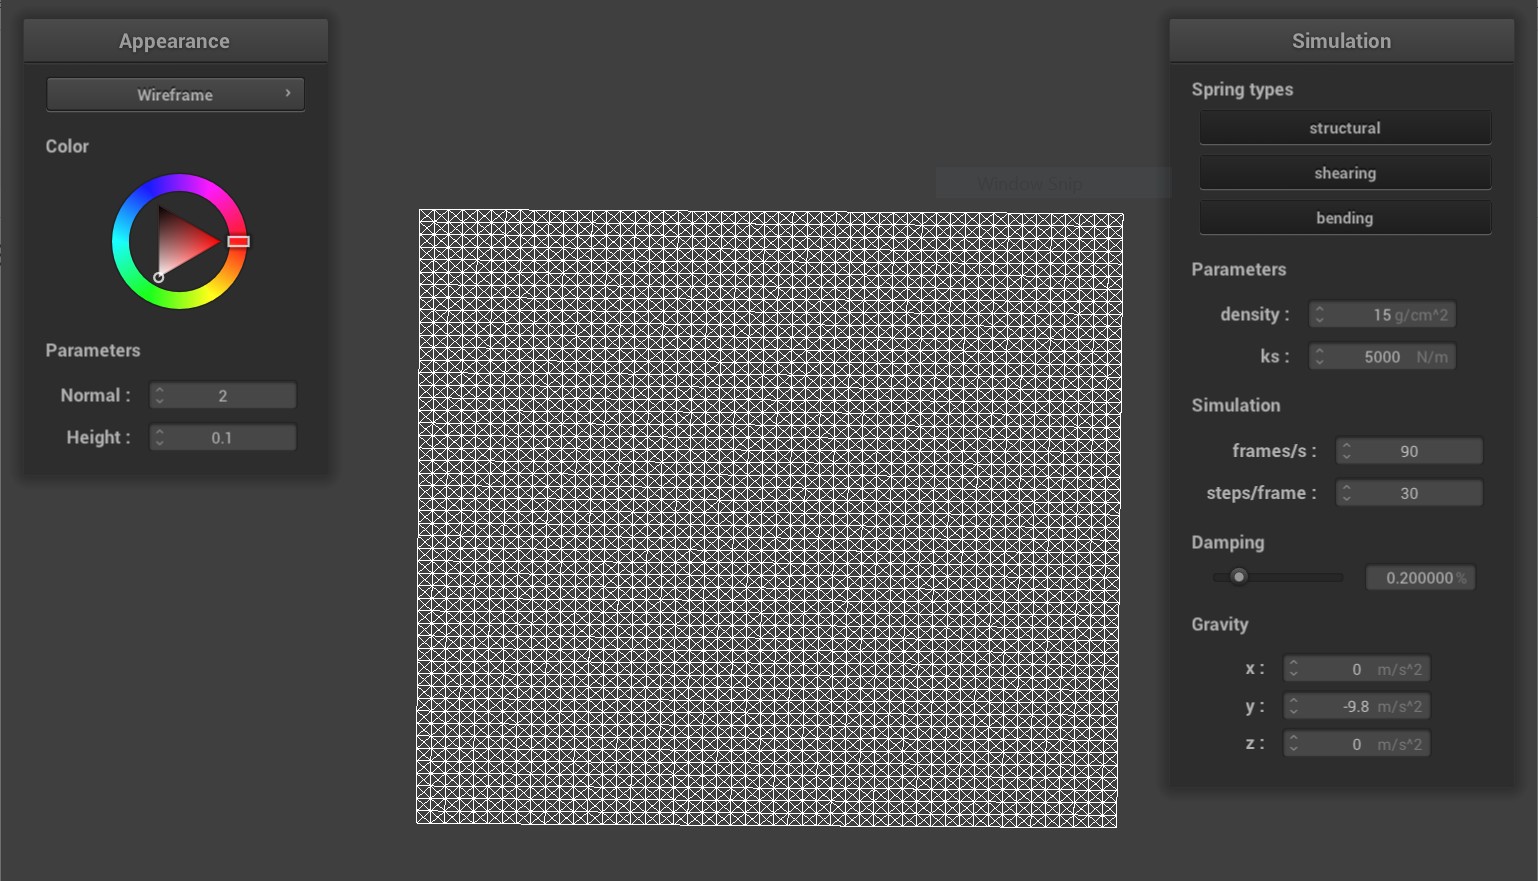 Appearance
Wireframe
Color
Parameters
Normal : 2
Height : 0.1
Window Snip
Simulation
Spring types
structural
shearing
bending
Parameters
density : 15 g/cm^2
ks : 5000 N/m
Simulation
frames/s : 90
steps/frame : 30
Damping
0.200000 %
Gravity
x : 0 m/s^2
y : -9.8 m/s^2
z : 0 m/s^2